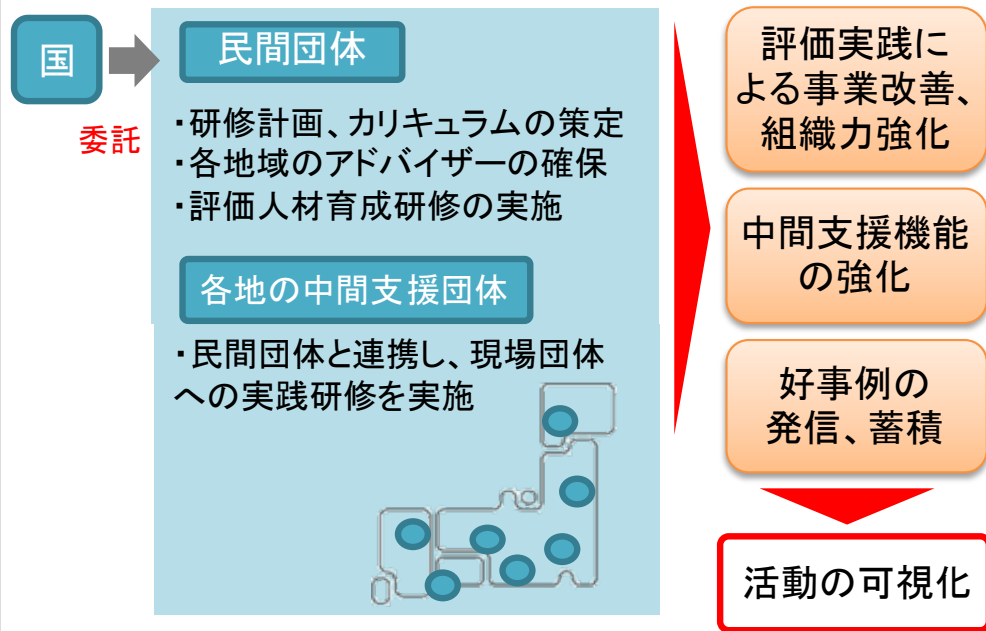 国
委託
民間団体
・研修計画、カリキュラムの策定
・各地域のアドバイザーの確保
・評価人材育成研修の実施
各地の中間支援団体
・民間団体と連携し、現場団体
への実践研修を実施
評価実践に
よる事業改善、
組織力強化
中間支援機能
の強化
好事例の
発信、蓄積
活動の可視化